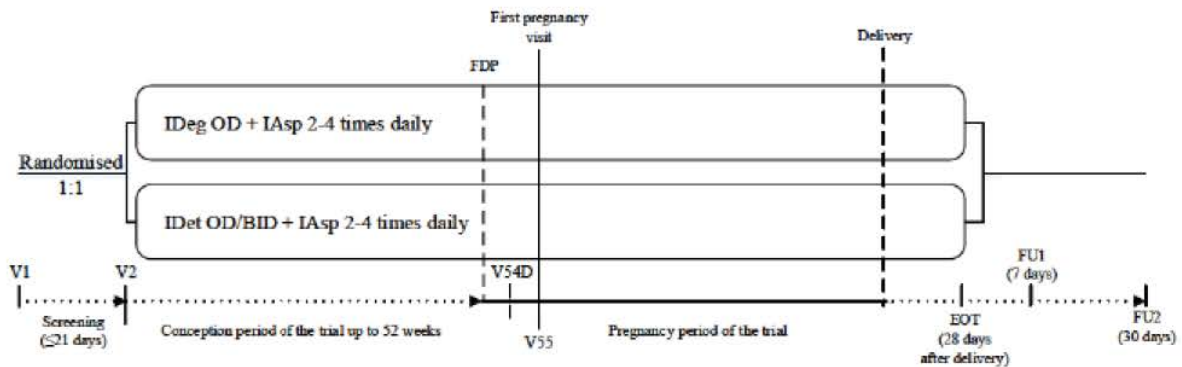 First pregnancy
visit
Delivery
FDP
IDeg OD + IAsp 2-4 times daily
Randomised
1:1
IDet OD/BID + IAsp 2-4 times daily
V1
V2
V54D
FU1
(7 days)
Screening
(≤21 days)
Conception period of the trial up to 52 weeks
V55
Pregnancy period of the trial
EOT
(28 days
after delivery)
FU2
(30 days)